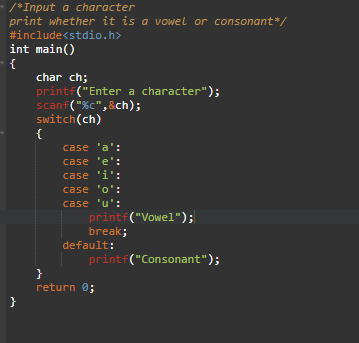 /*Input a character
print whether it is a vowel or consonant*/
#include<stdio.h>
int main()
{
char ch;
printf("Enter a character");
scanf("%c",&ch);
switch(ch)
{
case 'a':
case 'e':
case 'i':
case 'o':
case 'u':
printf("Vowel");
break;
default:
printf("Consonant");
}
return 0;
}